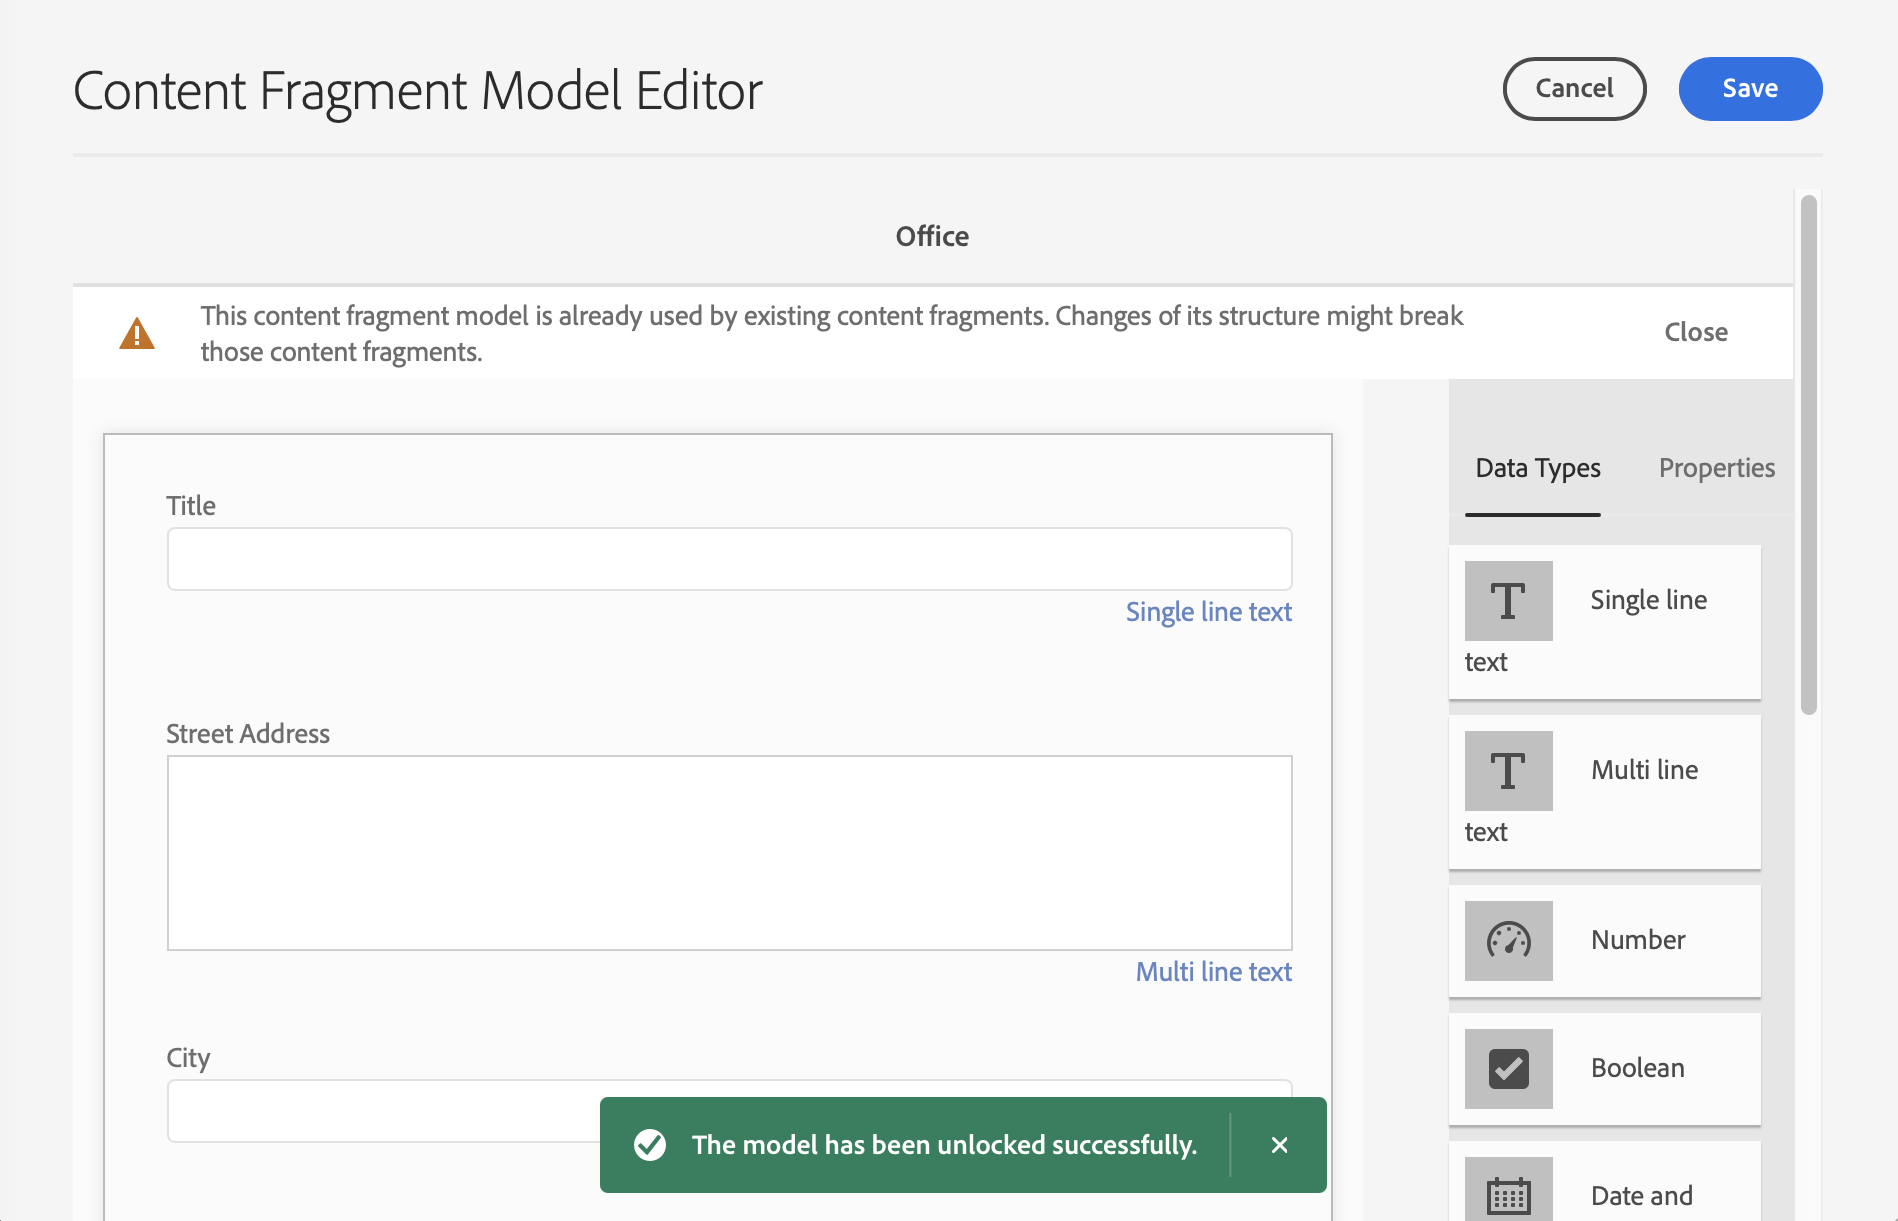 Content Fragment Model Editor
Cancel
Save
Office
This content fragment model is already used by existing content fragments. Changes of its structure might break
those content fragments.
Close
Data Types
Properties
Title
Single line text
Street Address
Multi line text
City
Single line
text
Multi line
text
Number
Boolean
Date and
The model has been unlocked successfully.